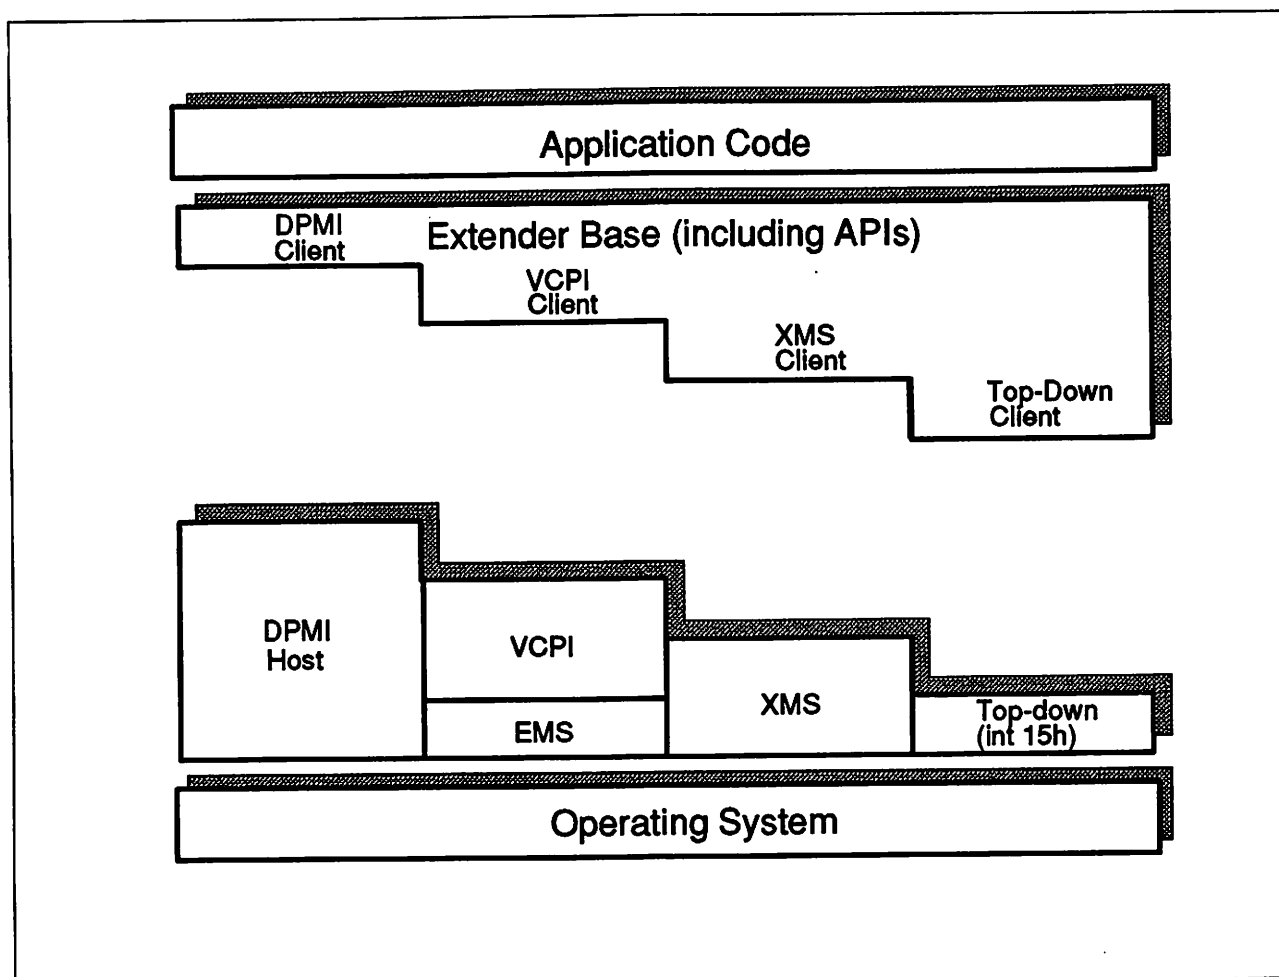 Application Code
DPMI
Client
Extender Base (including APIs)
VCPI
Client
XMS
Client
Top-Down
Client
DPMI
Host
VCPI
EMS
XMS
Top-down
(int 15h)
Operating System